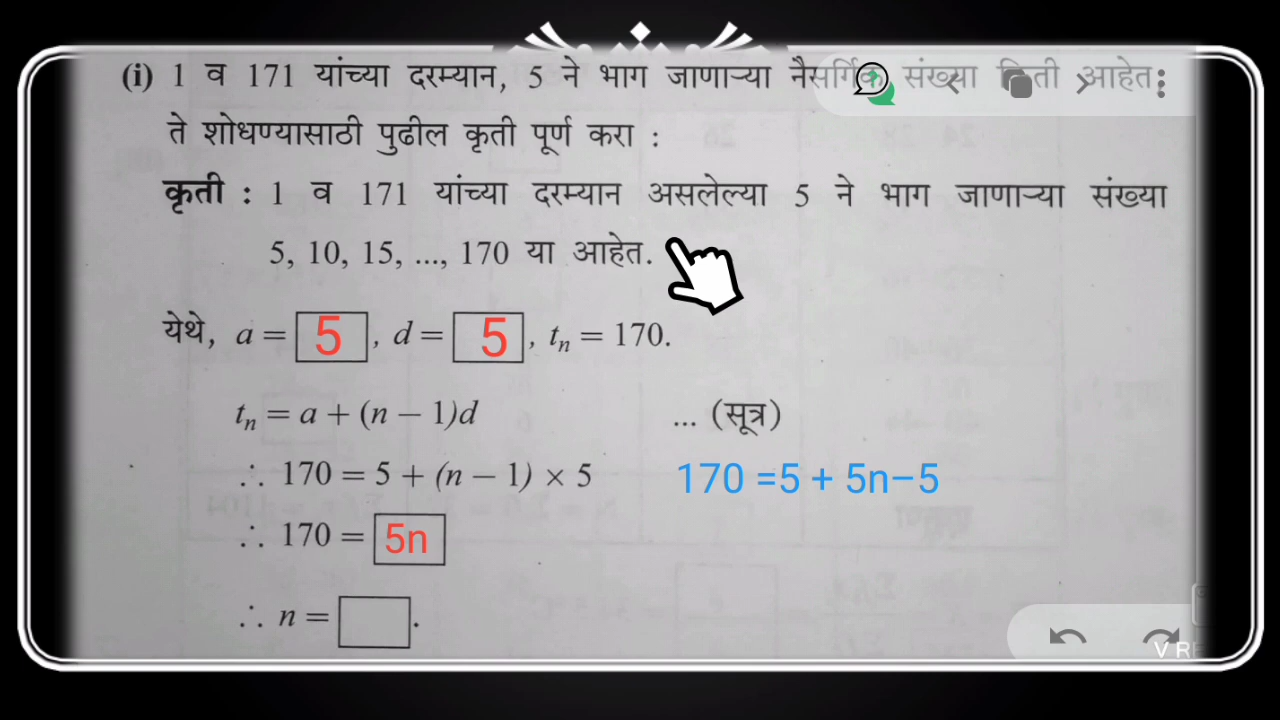 (i) 1 व 171 यांच्या दरम्यान, 5 ने भाग जाणाऱ्या नैसर्गिक संख्या किती आहेत,
ते शोधण्यासाठी पुढील कृती पूर्ण करा :
कृती : 1 व 171 यांच्या दरम्यान असलेल्या 5 ने भाग जाणाऱ्या संख्या
5, 10, 15, ..., 170 या आहेत.
येथे, a = 5, d = 5, tₙ = 170.
tₙ = a + (n − 1)d ... (सूत्र)
∴ 170 = 5 + (n − 1) × 5 170 =5 + 5n−5
∴ 170 = 5n
∴ n = .